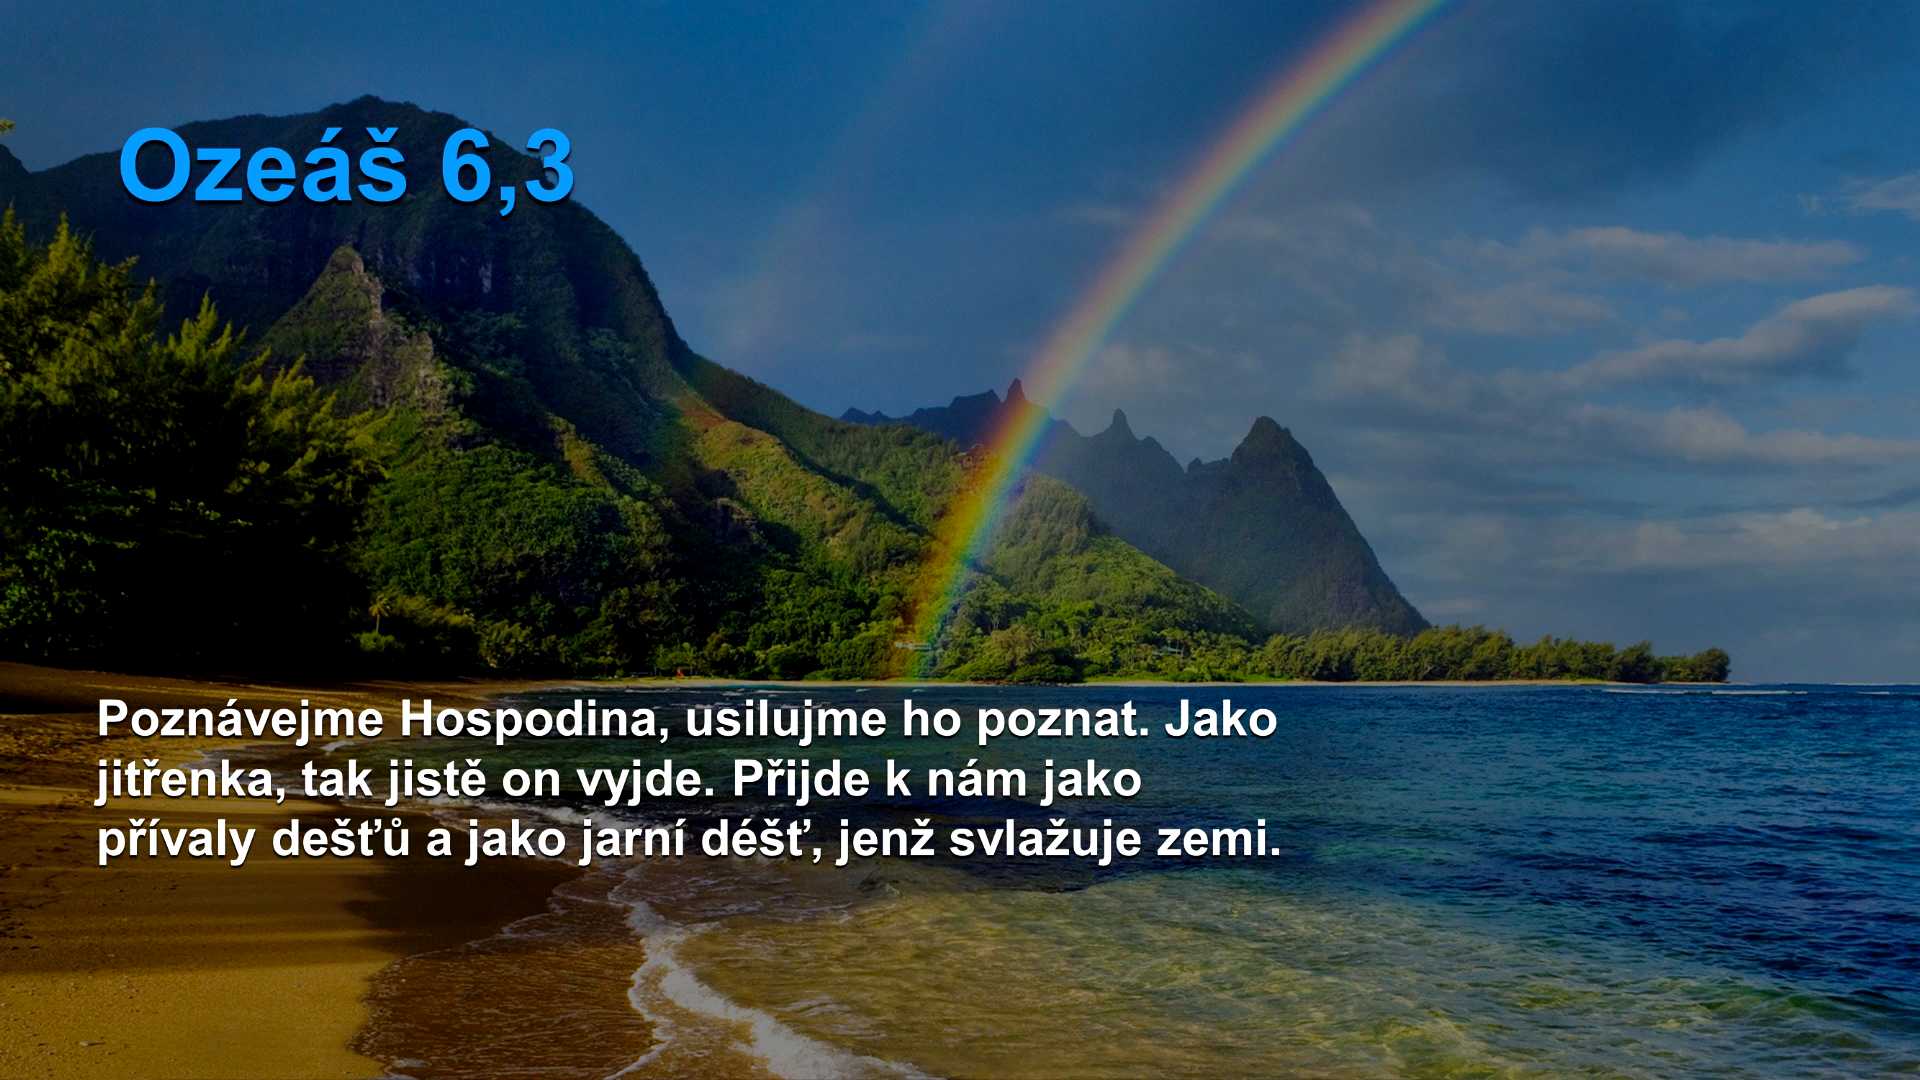 Ozeáš 6,3
Poznávejme Hospodina, usilujme ho poznat. Jako
jitřenka, tak jistě on vyjde. Přijde k nám jako
přívaly dešťů a jako jarní déšť, jenž svlažuje zemi.